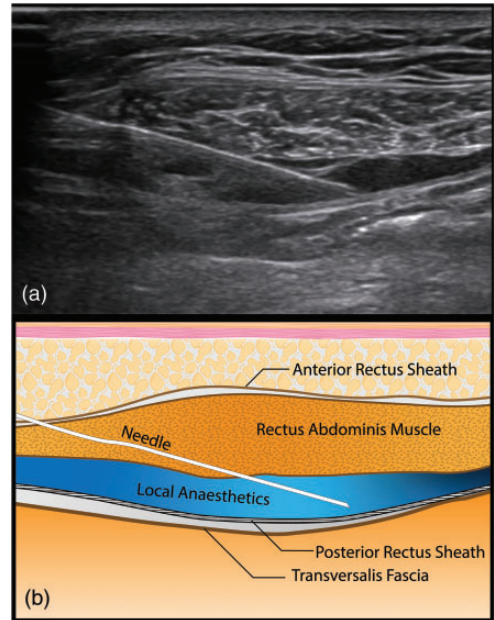 (a)
Anterior Rectus Sheath
Needle
Rectus Abdominis Muscle
Local Anaesthetics
Posterior Rectus Sheath
Transversalis Fascia
(b)